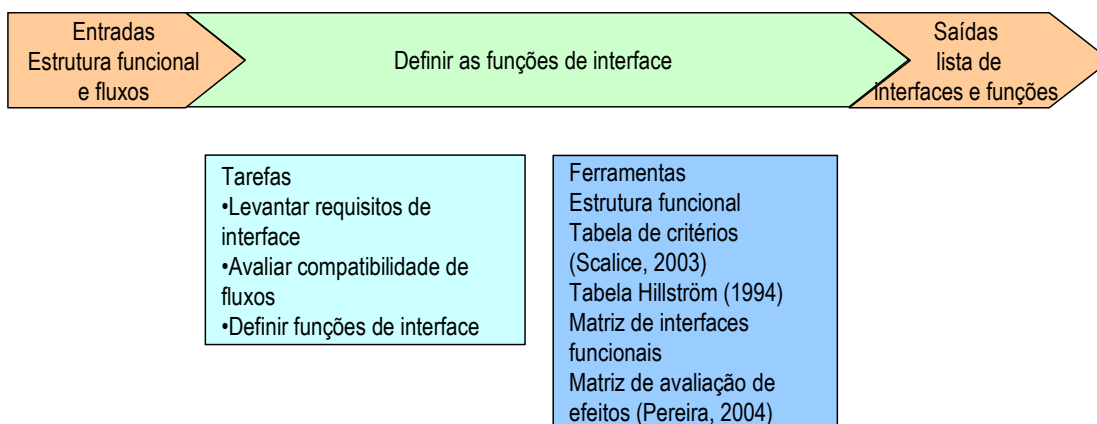 Entradas
Estrutura funcional
e fluxos
Definir as funções de interface
Saídas
lista de
Interfaces e funções
Tarefas
•Levantar requisitos de
interface
•Avaliar compatibilidade de
fluxos
•Definir funções de interface
Ferramentas
Estrutura funcional
Tabela de critérios
(Scalice, 2003)
Tabela Hillström (1994)
Matriz de interfaces
funcionais
Matriz de avaliação de
efeitos (Pereira, 2004)